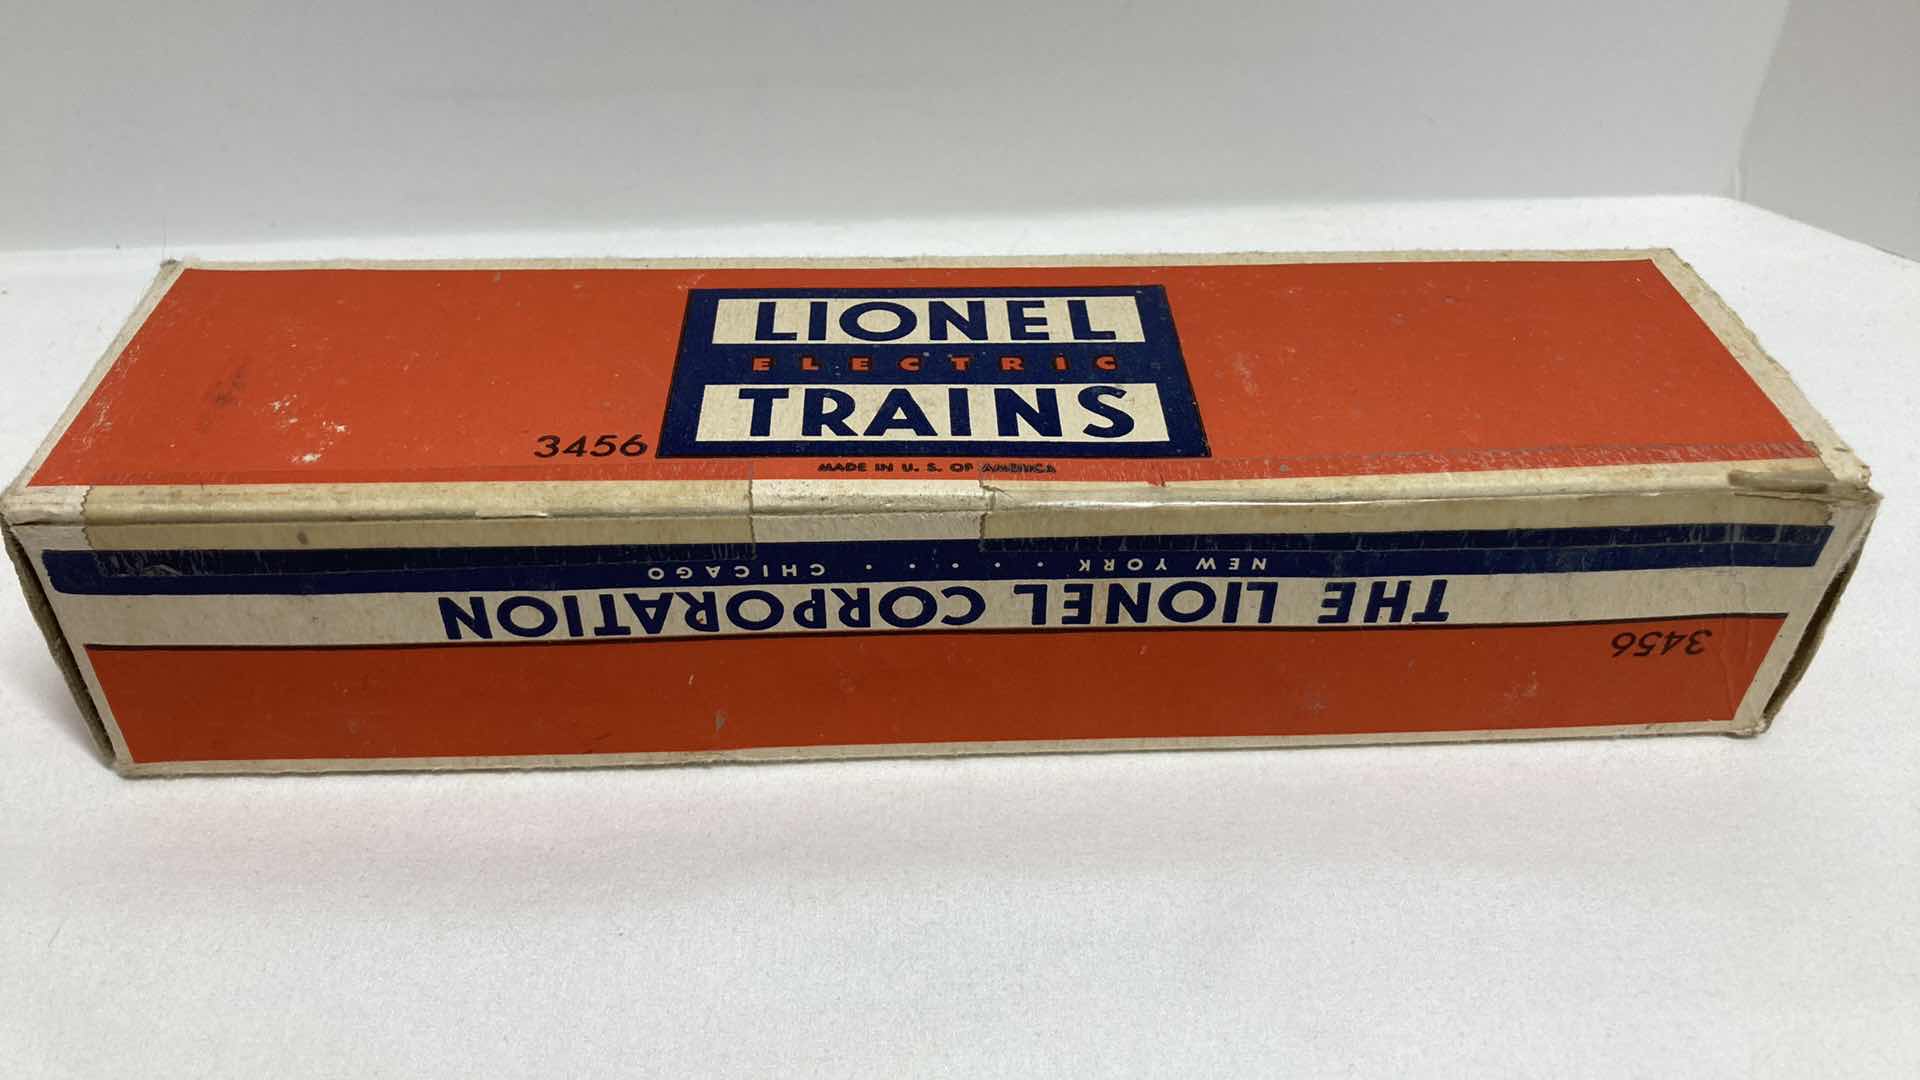 LIONEL
ELECTRIC
TRAINS
3456
MADE IN U. S. OF AMERICA
3456
THE LIONEL CORPORATION
NEW YORK · · · · · CHICAGO